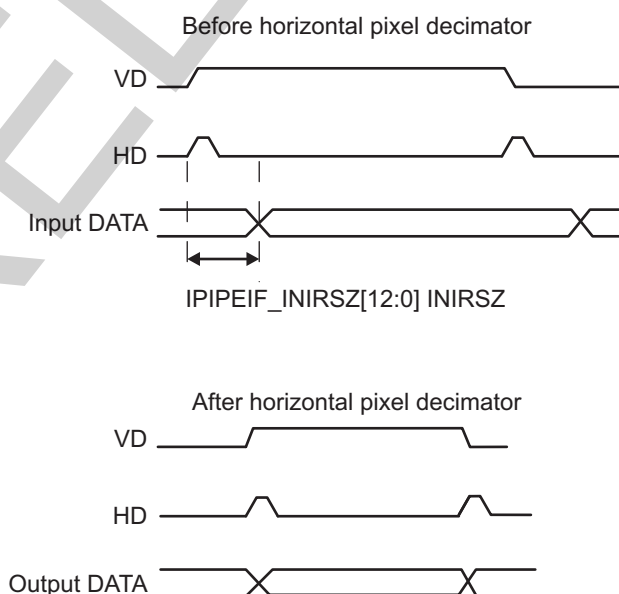 Before horizontal pixel decimator
VD
HD
Input DATA
IPIPEIF_INIRSZ[12:0] INIRSZ
After horizontal pixel decimator
VD
HD
Output DATA